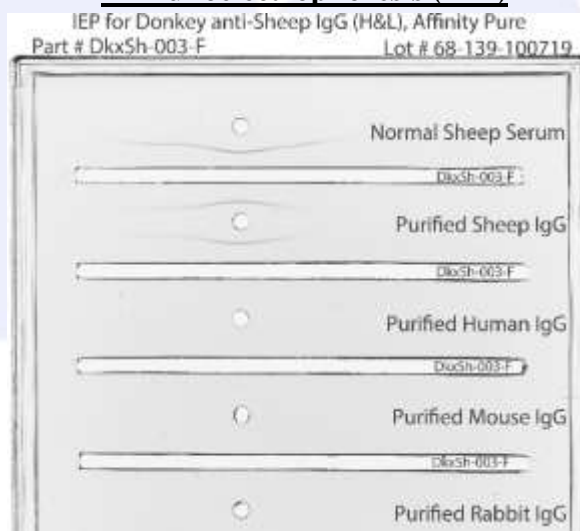 IEP for Donkey anti-Sheep IgG (H&L), Affinity Pure
Part # DkxSh-003-F Lot # 68-139-100719
Normal Sheep Serum
DkxSh-003-F
Purified Sheep IgG
DkxSh-003-F
Purified Human IgG
DkxSh-003-F
Purified Mouse IgG
DkxSh-003-F
Purified Rabbit IgG